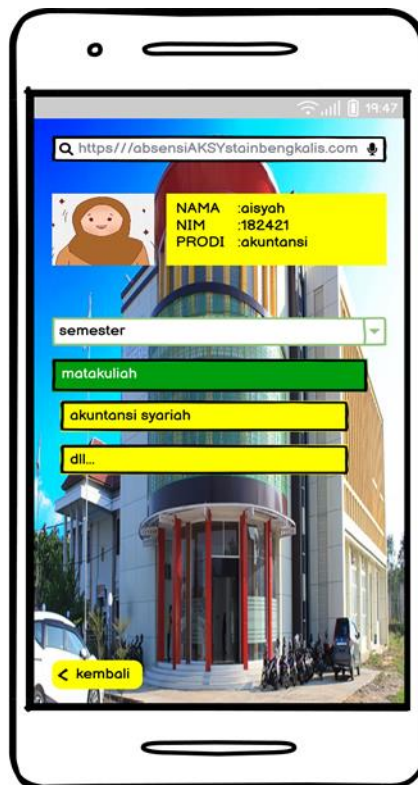 19:47
https///absensiAKSYstainbengkalis.com
NAMA :aisyah
NIM :182421
PRODI :akuntansi
semester
matakuliah
akuntansi syariah
dll...
< kembali